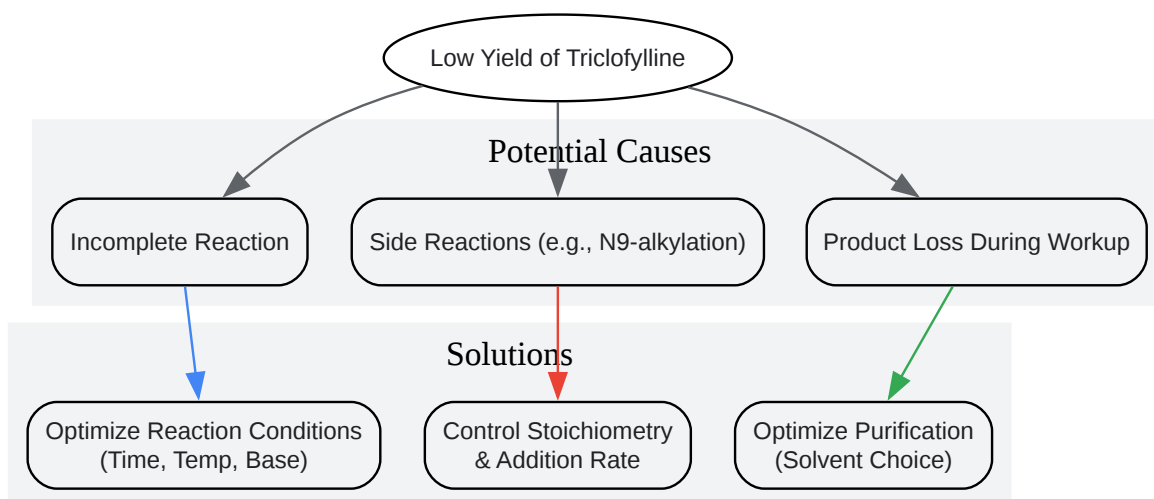 Low Yield of Triclofylline
Potential Causes
Incomplete Reaction
Side Reactions (e.g., N9-alkylation)
Product Loss During Workup
Solutions
Optimize Reaction Conditions
(Time, Temp, Base)
Control Stoichiometry
& Addition Rate
Optimize Purification
(Solvent Choice)